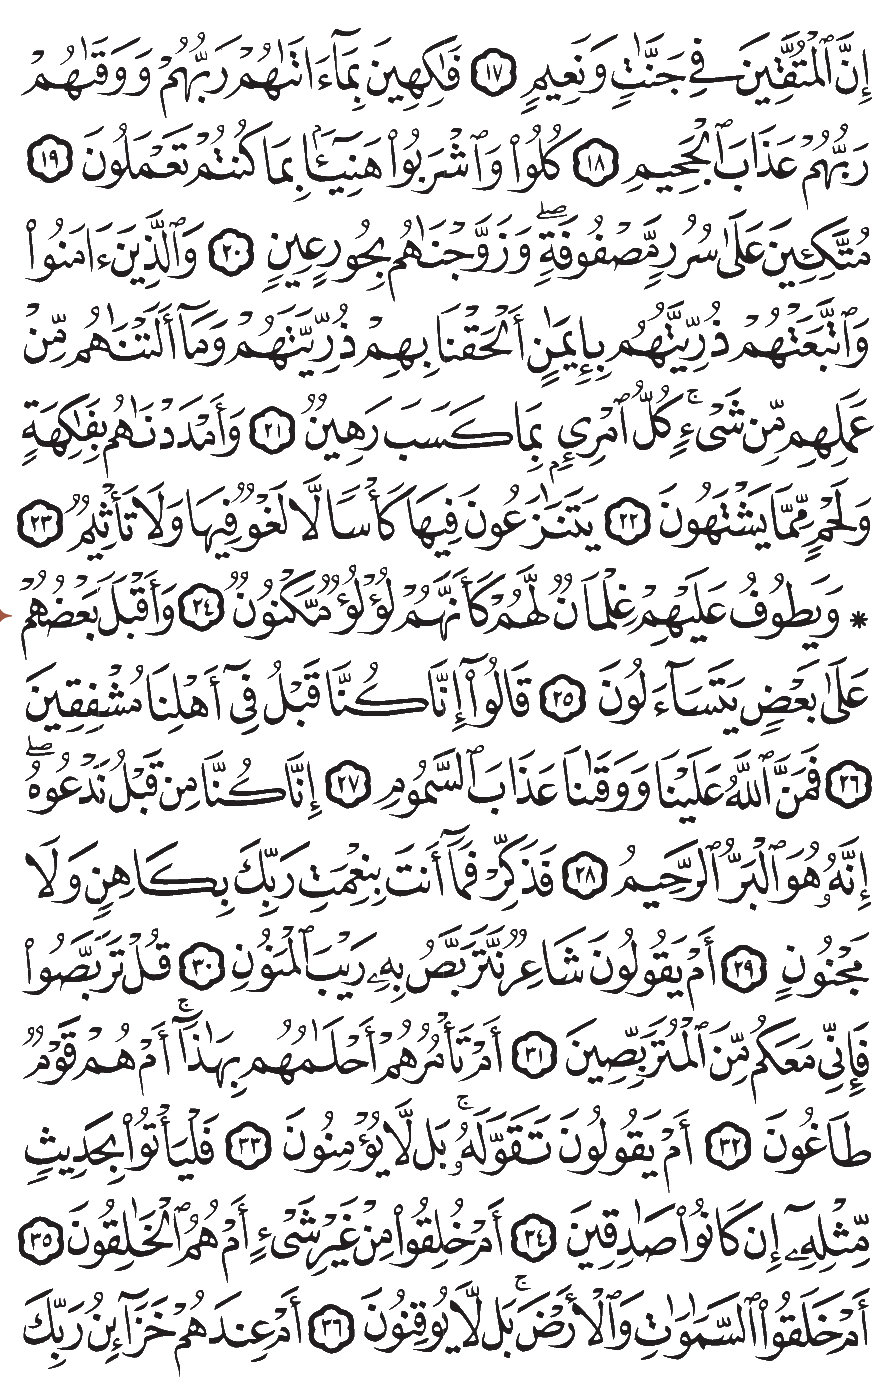 إِنَّ ٱلْمُتَّقِينَ فِي جَنَّٰتٍ وَنَعِيمٍ ١٧ فَٰكِهِينَ بِمَآ ءَاتَىٰهُمْ رَبُّهُمْ وَوَقَىٰهُمْ
رَبُّهُمْ عَذَابَ ٱلْجَحِيمِ ١٨ كُلُوا۟ وَٱشْرَبُوا۟ هَنِيٓـًٔۢا بِمَا كُنتُمْ تَعْمَلُونَ ١٩
مُتَّكِـِٔينَ عَلَىٰ سُرُرٍ مَّصْفُوفَةٍ ۖ وَزَوَّجْنَٰهُم بِحُورٍ عِينٍ ٢٠ وَٱلَّذِينَ ءَامَنُوا۟
وَٱتَّبَعَتْهُمْ ذُرِّيَّتُهُم بِإِيمَٰنٍ أَلْحَقْنَا بِهِمْ ذُرِّيَّتَهُمْ وَمَآ أَلَتْنَٰهُم مِّنْ
عَمَلِهِم مِّن شَىْءٍ ۚ كُلُّ ٱمْرِئٍۭ بِمَا كَسَبَ رَهِينٌ ٢١ وَأَمْدَدْنَٰهُم بِفَٰكِهَةٍ
وَلَحْمٍ مِّمَّا يَشْتَهُونَ ٢٢ يَتَنَٰزَعُونَ فِيهَا كَأْسًا لَّا لَغْوٌ فِيهَا وَلَا تَأْثِيمٌ ٢٣
* وَيَطُوفُ عَلَيْهِمْ غِلْمَانٌ لَّهُمْ كَأَنَّهُمْ لُؤْلُؤٌ مَّكْنُونٌ ٢٤ وَأَقْبَلَ بَعْضُهُمْ
عَلَىٰ بَعْضٍ يَتَسَآءَلُونَ ٢٥ قَالُوٓا۟ إِنَّا كُنَّا قَبْلُ فِىٓ أَهْلِنَا مُشْفِقِينَ
٢٦ فَمَنَّ ٱللَّهُ عَلَيْنَا وَوَقَىٰنَا عَذَابَ ٱلسَّمُومِ ٢٧ إِنَّا كُنَّا مِن قَبْلُ نَدْعُوهُ ۖ
إِنَّهُۥ هُوَ ٱلْبَرُّ ٱلرَّحِيمُ ٢٨ فَذَكِّرْ فَمَآ أَنتَ بِنِعْمَتِ رَبِّكَ بِكَاهِنٍ وَلَا
مَجْنُونٍ ٢٩ أَمْ يَقُولُونَ شَاعِرٌ نَّتَرَبَّصُ بِهِۦ رَيْبَ ٱلْمَنُونِ ٣٠ قُلْ تَرَبَّصُوا۟
فَإِنِّى مَعَكُم مِّنَ ٱلْمُتَرَبِّصِينَ ٣١ أَمْ تَأْمُرُهُمْ أَحْلَٰمُهُم بِهَٰذَآ ۚ أَمْ هُمْ قَوْمٌ
طَاغُونَ ٣٢ أَمْ يَقُولُونَ تَقَوَّلَهُۥ ۚ بَل لَّا يُؤْمِنُونَ ٣٣ فَلْيَأْتُوا۟ بِحَدِيثٍ
مِّثْلِهِۦٓ إِن كَانُوا۟ صَٰدِقِينَ ٣٤ أَمْ خُلِقُوا۟ مِنْ غَيْرِ شَىْءٍ أَمْ هُمُ ٱلْخَٰلِقُونَ ٣٥
أَمْ خَلَقُوا۟ ٱلسَّمَٰوَٰتِ وَٱلْأَرْضَ ۚ بَل لَّا يُوقِنُونَ ٣٦ أَمْ عِندَهُمْ خَزَآئِنُ رَبِّكَ